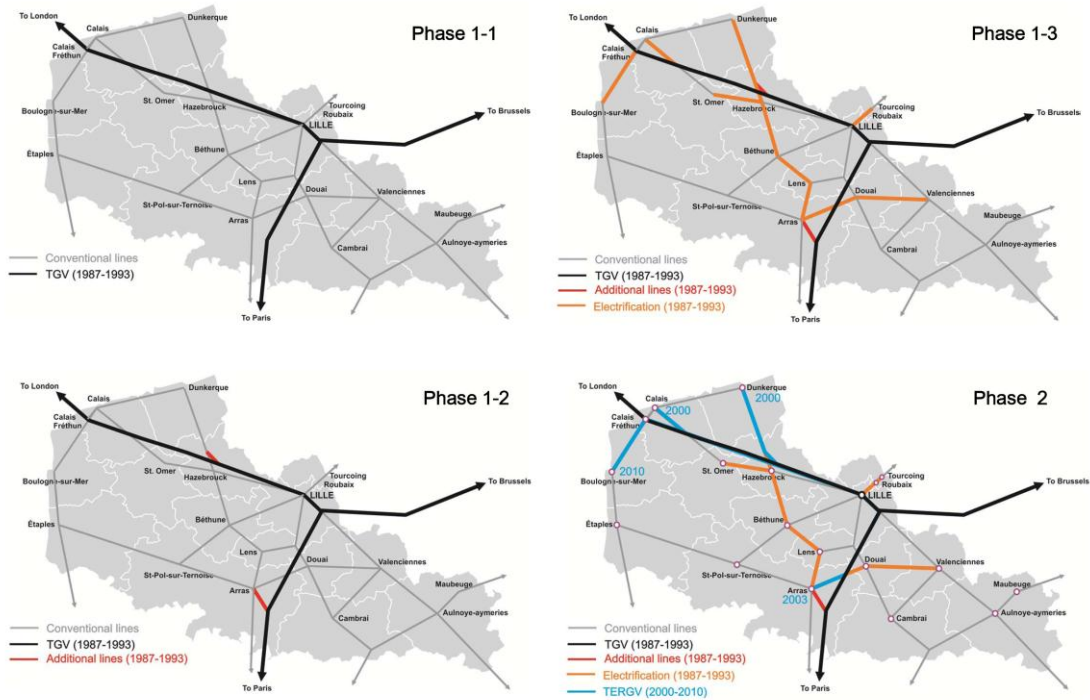 Phase 1-1
To London
Calais
Dunkerque
Calais
Fréthun
St. Omer
Hazebrouck
Tourcoing
Roubaix
LILLE
To Brussels
Boulogne-sur-Mer
Étaples
Béthune
Lens
Douai
Valenciennes
St-Pol-sur-Ternoise
Arras
Maubeuge
Cambrai
Aulnoye-aymeries
To Paris
Conventional lines
TGV (1987-1993)
Phase 1-3
To London
Calais
Dunkerque
Calais
Fréthun
St. Omer
Hazebrouck
Tourcoing
Roubaix
LILLE
To Brussels
Boulogne-sur-Mer
Étaples
Béthune
Lens
Douai
Valenciennes
St-Pol-sur-Ternoise
Arras
Maubeuge
Cambrai
Aulnoye-aymeries
To Paris
Conventional lines
TGV (1987-1993)
Additional lines (1987-1993)
Electrification (1987-1993)
Phase 1-2
To London
Calais
Dunkerque
Calais
Fréthun
St. Omer
Hazebrouck
Tourcoing
Roubaix
LILLE
To Brussels
Boulogne-sur-Mer
Étaples
Béthune
Lens
Douai
Valenciennes
St-Pol-sur-Ternoise
Arras
Maubeuge
Cambrai
Aulnoye-aymeries
To Paris
Conventional lines
TGV (1987-1993)
Additional lines (1987-1993)
Phase 2
To London
Calais
2000
Dunkerque
2000
Calais
Fréthun
2010
St. Omer
Hazebrouck
Tourcoing
Roubaix
LILLE
To Brussels
Boulogne-sur-Mer
Étaples
Béthune
Lens
Douai
Valenciennes
St-Pol-sur-Ternoise
Arras
2003
Maubeuge
Cambrai
Aulnoye-aymeries
To Paris
Conventional lines
TGV (1987-1993)
Additional lines (1987-1993)
Electrification (1987-1993)
TERGV (2000-2010)